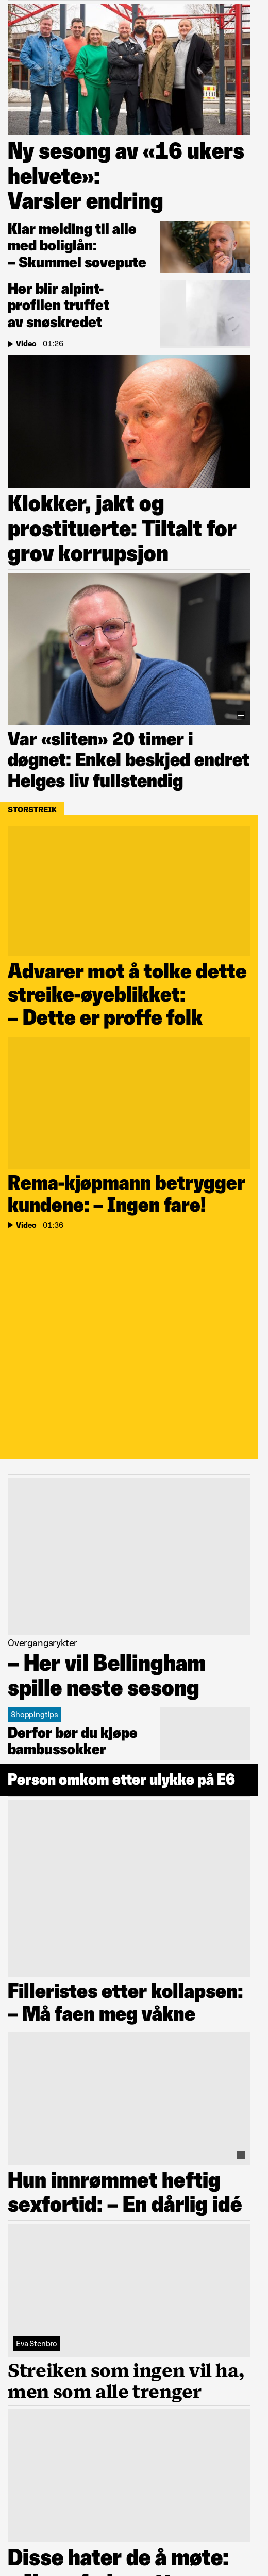 Ny sesong av «16 ukers
helvete»:
Varsler endring
Klar melding til alle
med boliglån:
– Skummel sovepute
Her blir alpint-
profilen truffet
av snøskredet
Video | 01:26
Klokker, jakt og
prostituerte: Tiltalt for
grov korrupsjon
Var «sliten» 20 timer i
døgnet: Enkel beskjed endret
Helges liv fullstendig
STORSTREIK
Advarer mot å tolke dette
streike-øyeblikket:
– Dette er proffe folk
Rema-kjøpmann betrygger
kundene: – Ingen fare!
Video | 01:36
Overgangsrykter
– Her vil Bellingham
spille neste sesong
Shoppingtips
Derfor bør du kjøpe
bambussokker
Person omkom etter ulykke på E6
Filleristes etter kollapsen:
– Må faen meg våkne
Hun innrømmet heftig
sexfortid: – En dårlig idé
Eva Stenbro
Streiken som ingen vil ha,
men som alle trenger
Disse hater de å møte: